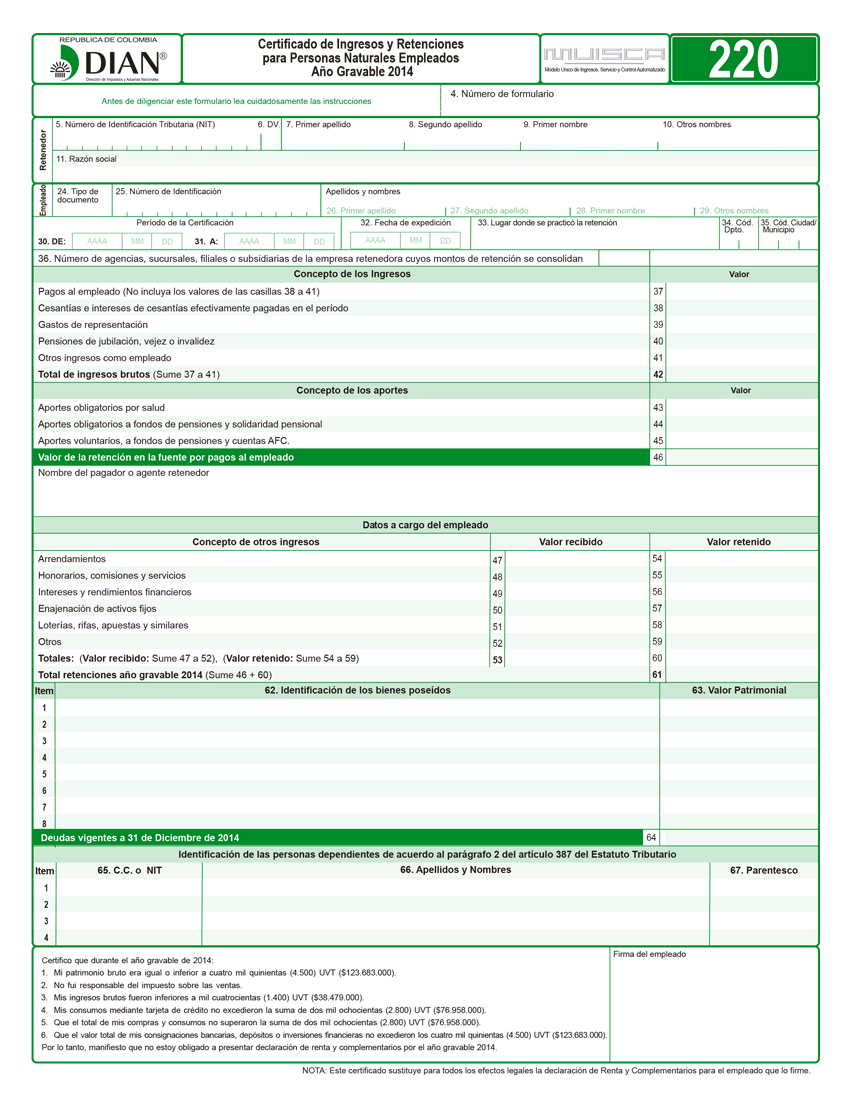 REPUBLICA DE COLOMBIA
DIAN®
Dirección de Impuestos y Aduanas Nacionales
Certificado de Ingresos y Retenciones
para Personas Naturales Empleados
Año Gravable 2014
MUISCA
Modelo Unico de Ingresos, Servicio y Control Automatizado
220
Antes de diligenciar este formulario lea cuidadosamente las instrucciones
4. Número de formulario
Retenedor
5. Número de Identificación Tributaria (NIT) 6. DV. 7. Primer apellido 8. Segundo apellido 9. Primer nombre 10. Otros nombres
11. Razón social
Empleado
24. Tipo de documento 25. Número de Identificación Apellidos y nombres
26. Primer apellido 27. Segundo apellido 28. Primer nombre 29. Otros nombres
Período de la Certificación 32. Fecha de expedición 33. Lugar donde se practicó la retención 34. Cód. Dpto. 35. Cód. Ciudad/ Municipio
30. DE: AAAA MM DD 31. A: AAAA MM DD AAAA MM DD
36. Número de agencias, sucursales, filiales o subsidiarias de la empresa retenedora cuyos montos de retención se consolidan
Concepto de los Ingresos Valor
Pagos al empleado (No incluya los valores de las casillas 38 a 41) 37
Cesantías e intereses de cesantías efectivamente pagadas en el período 38
Gastos de representación 39
Pensiones de jubilación, vejez o invalidez 40
Otros ingresos como empleado 41
Total de ingresos brutos (Sume 37 a 41) 42
Concepto de los aportes Valor
Aportes obligatorios por salud 43
Aportes obligatorios a fondos de pensiones y solidaridad pensional 44
Aportes voluntarios, a fondos de pensiones y cuentas AFC. 45
Valor de la retención en la fuente por pagos al empleado 46
Nombre del pagador o agente retenedor
Datos a cargo del empleado
Concepto de otros ingresos Valor recibido Valor retenido
Arrendamientos 47 54
Honorarios, comisiones y servicios 48 55
Intereses y rendimientos financieros 49 56
Enajenación de activos fijos 50 57
Loterías, rifas, apuestas y similares 51 58
Otros 52 59
Totales: (Valor recibido: Sume 47 a 52), (Valor retenido: Sume 54 a 59) 53 60
Total retenciones año gravable 2014 (Sume 46 + 60) 61
Item 62. Identificación de los bienes poseídos 63. Valor Patrimonial
1
2
3
4
5
6
7
8
Deudas vigentes a 31 de Diciembre de 2014 64
Identificación de las personas dependientes de acuerdo al parágrafo 2 del artículo 387 del Estatuto Tributario
Item 65. C.C. o NIT 66. Apellidos y Nombres 67. Parentesco
1
2
3
4
Certifico que durante el año gravable de 2014:
1. Mi patrimonio bruto era igual o inferior a cuatro mil quinientas (4.500) UVT ($123.683.000).
2. No fui responsable del impuesto sobre las ventas.
3. Mis ingresos brutos fueron inferiores a mil cuatrocientas (1.400) UVT ($38.479.000).
4. Mis consumos mediante tarjeta de crédito no excedieron la suma de dos mil ochocientas (2.800) UVT ($76.958.000).
5. Que el total de mis compras y consumos no superaron la suma de dos mil ochocientas (2.800) UVT ($76.958.000).
6. Que el valor total de mis consignaciones bancarias, depósitos o inversiones financieras no excedieron los cuatro mil quinientas (4.500) UVT ($123.683.000).
Por lo tanto, manifiesto que no estoy obligado a presentar declaración de renta y complementarios por el año gravable 2014.
Firma del empleado
NOTA: Este certificado sustituye para todos los efectos legales la declaración de Renta y Complementarios para el empleado que lo firme.